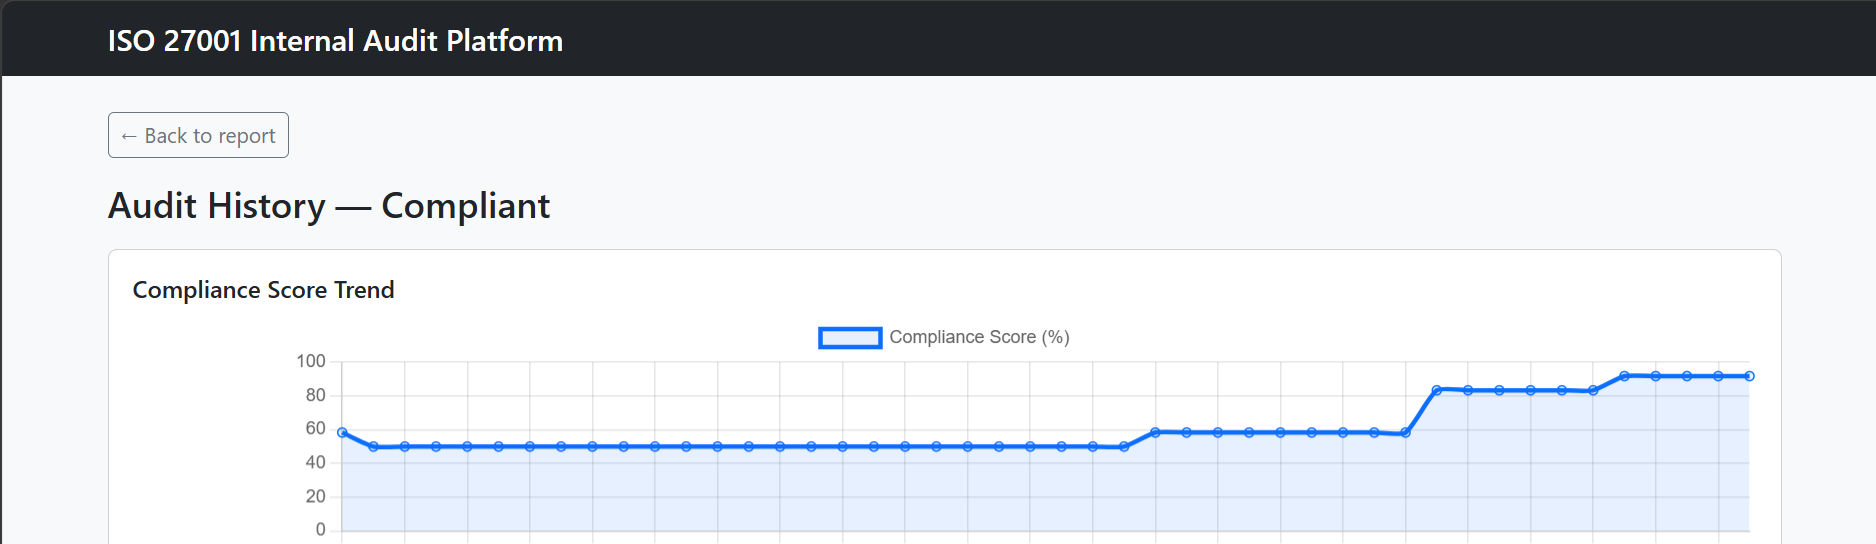 ISO 27001 Internal Audit Platform
← Back to report
Audit History — Compliant
Compliance Score Trend
Compliance Score (%)
100
80
60
40
20
0